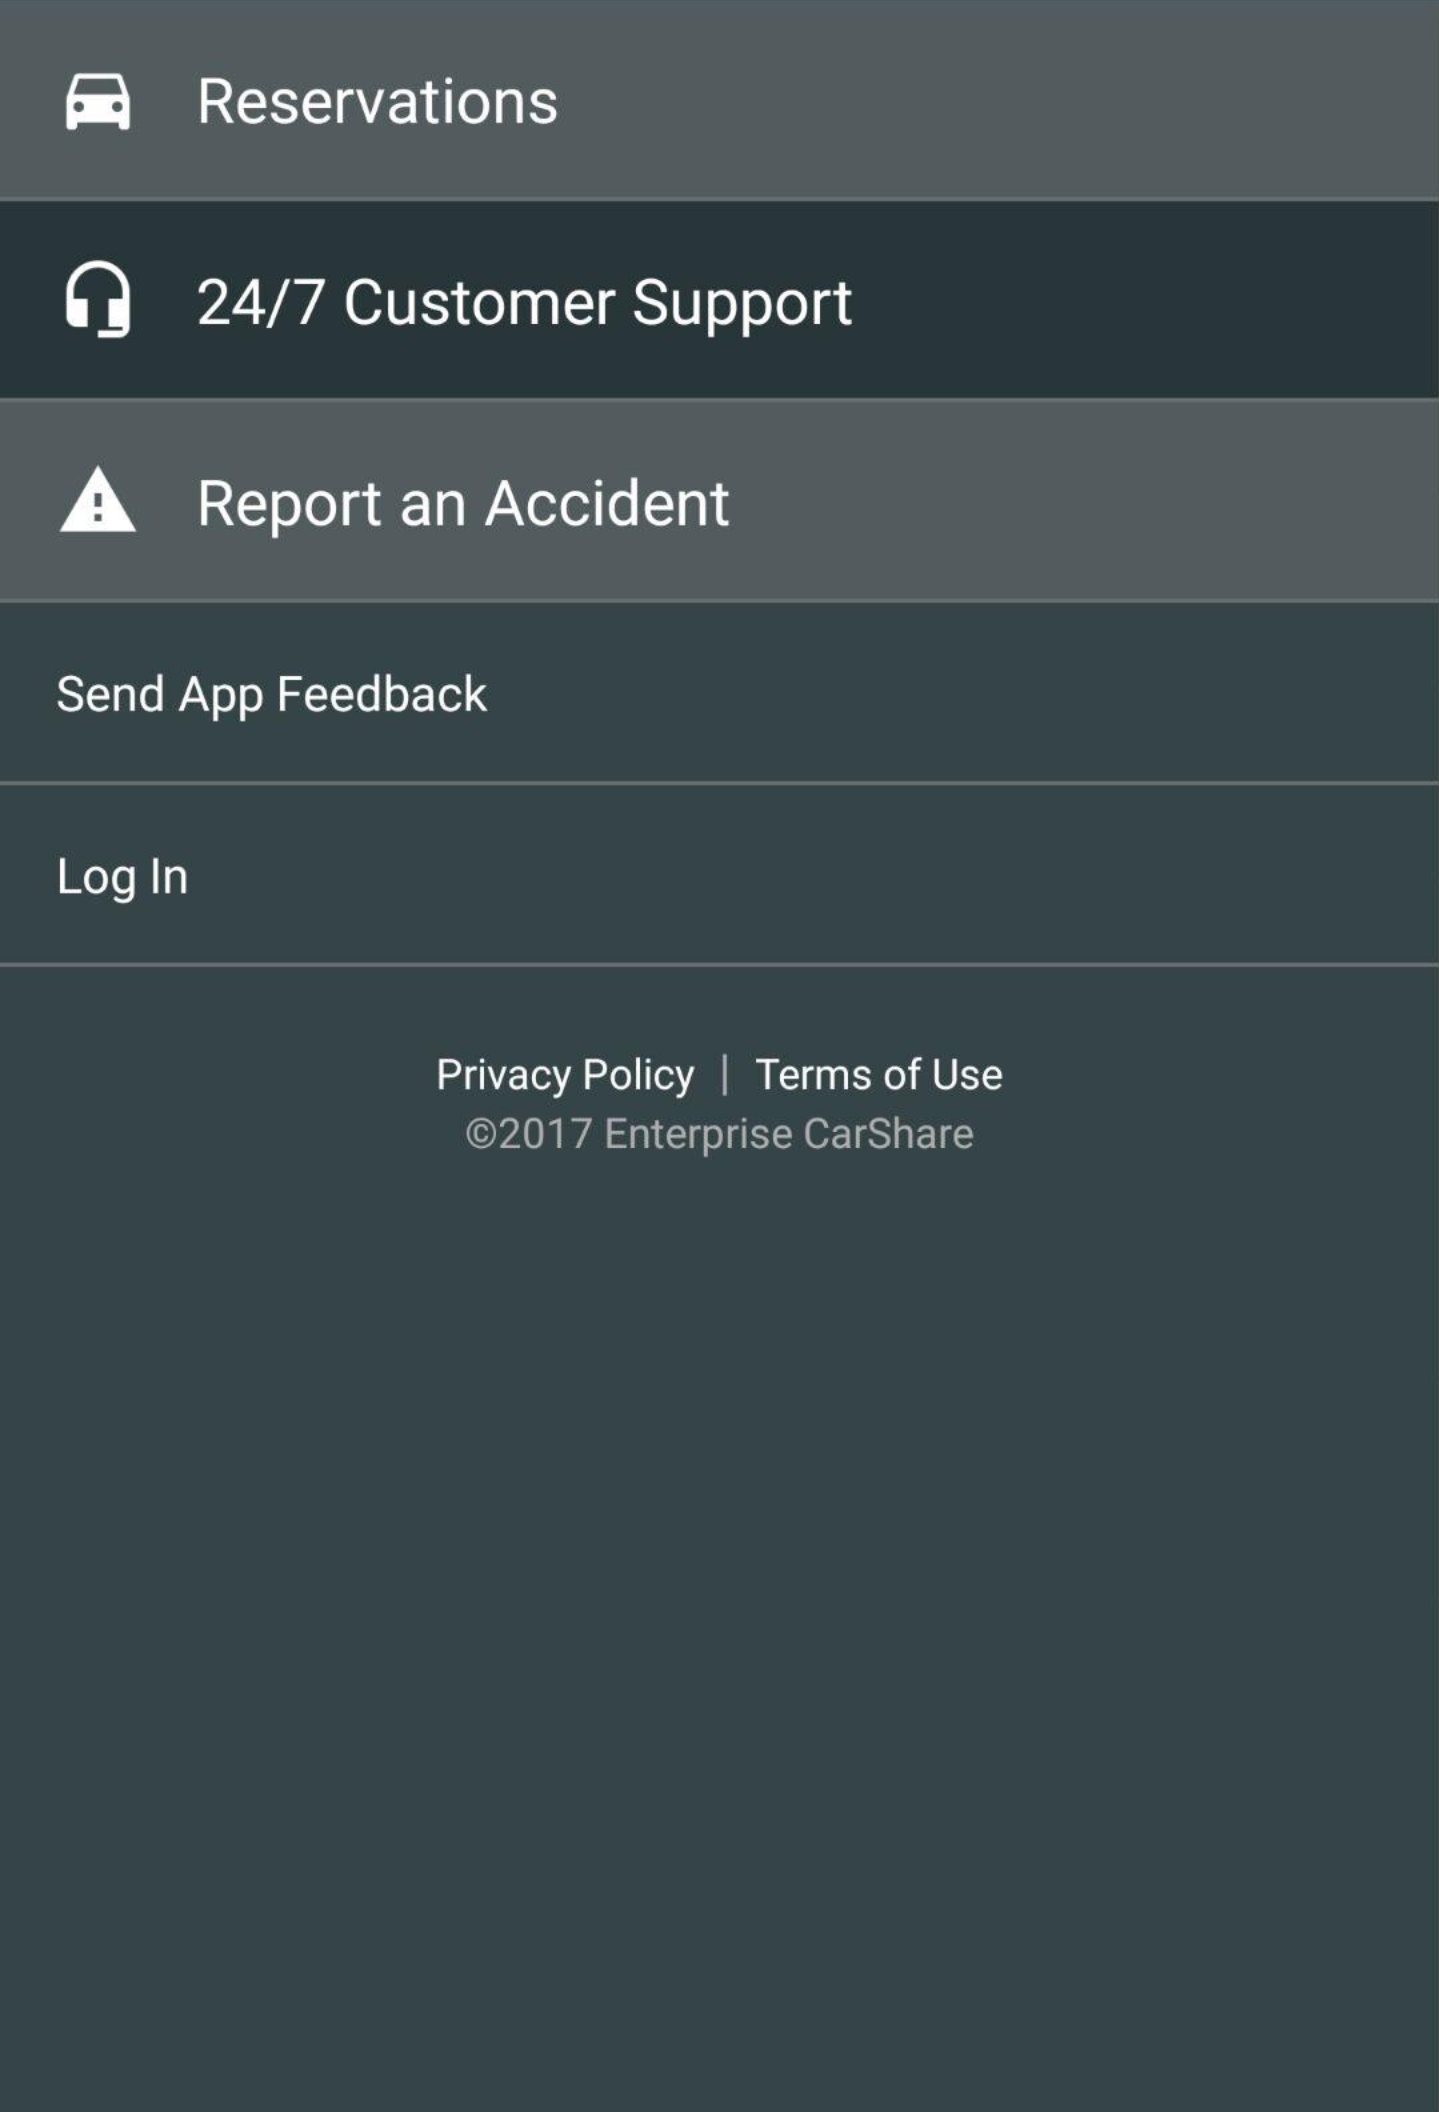 Reservations
24/7 Customer Support
Report an Accident
Send App Feedback
Log In
Privacy Policy | Terms of Use
©2017 Enterprise CarShare